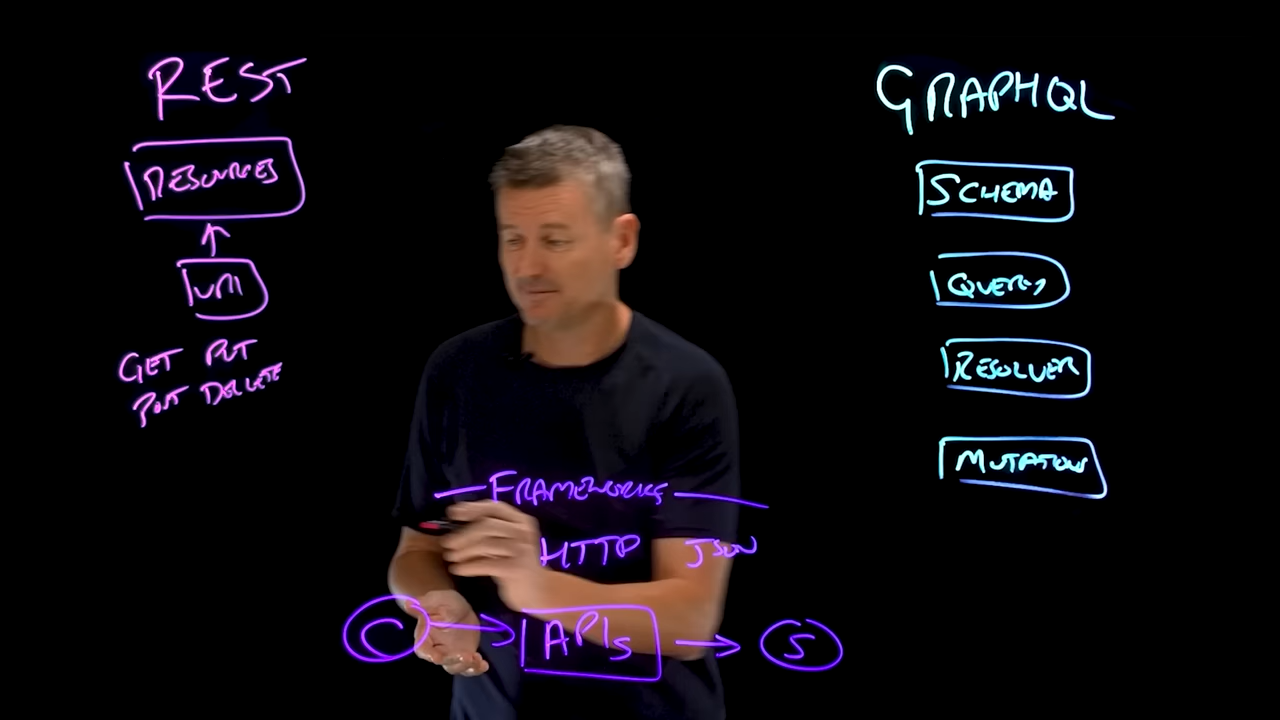 REST
RESOURCES
URI
GET PUT
POST DELETE
GRAPHQL
SCHEMA
QUERY
RESOLVER
MUTATION
FRAMEWORKS
HTTP JSON
C
APIs
S